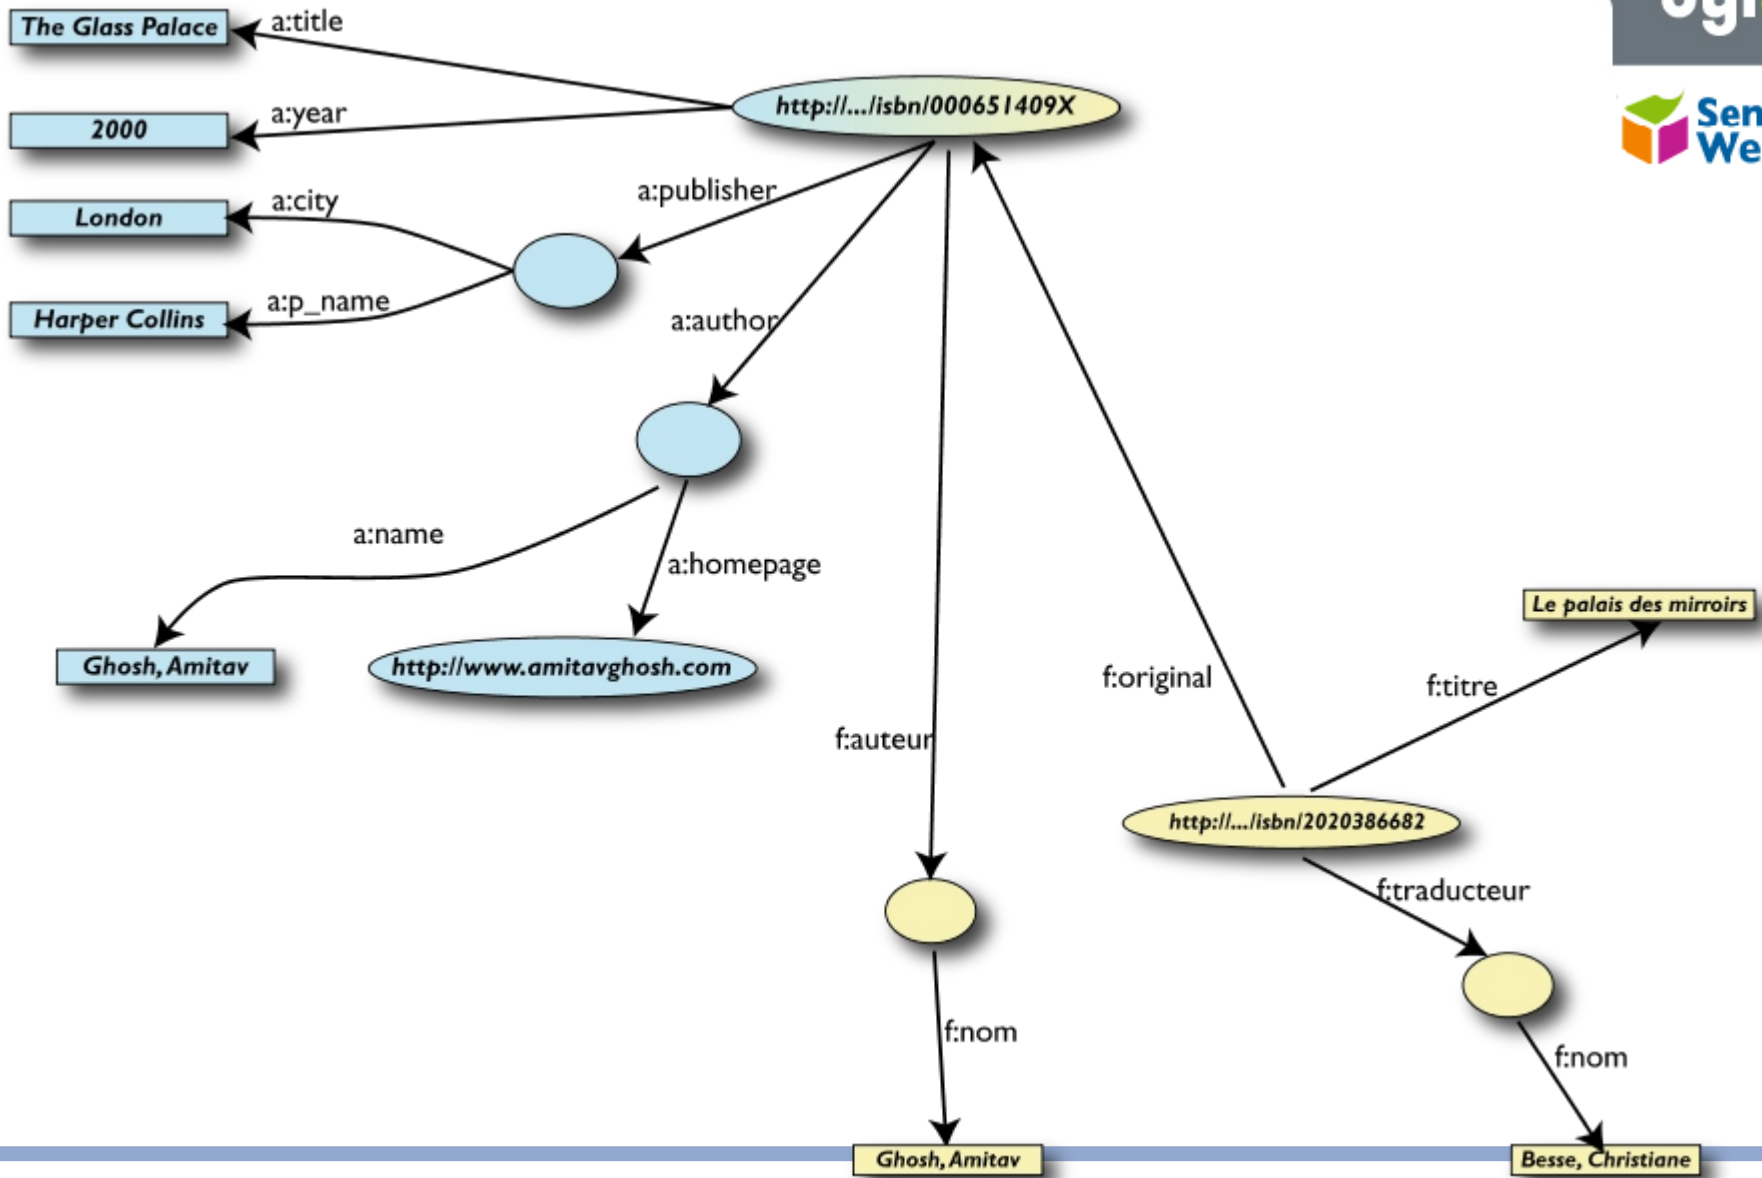 The Glass Palace
a:title
http://.../isbn/000651409X
2000
a:year
London
a:city
a:publisher
Harper Collins
a:p_name
a:author
a:name
a:homepage
Ghosh, Amitav
http://www.amitavghosh.com
Le palais des mirroirs
f:original
f:titre
f:auteur
http://.../isbn/2020386682
f:traducteur
f:nom
f:nom
Ghosh, Amitav
Besse, Christiane